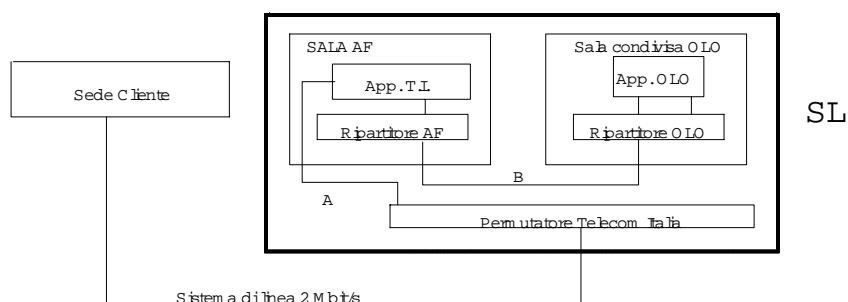 SALA AF
Sala condivisa OLO
App. T.I.
App. OLO
Sede Cliente
SL
Ripartitore AF
Ripartitore OLO
B
A
Permutatore Telecom Italia
Sistema di linea 2 Mbit/s